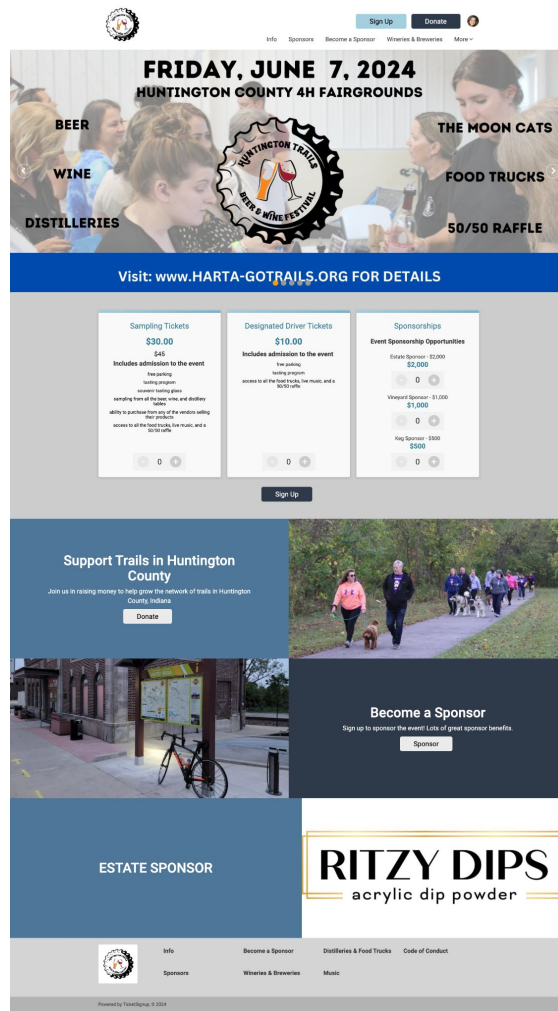 HUNTINGTON TRAILS
BEER & WINE FESTIVAL
Sign Up
Donate
Info
Sponsors
Become a Sponsor
Wineries & Breweries
More
FRIDAY, JUNE 7, 2024
HUNTINGTON COUNTY 4H FAIRGROUNDS
BEER
WINE
DISTILLERIES
HUNTINGTON TRAILS
BEER & WINE FESTIVAL
THE MOON CATS
FOOD TRUCKS
50/50 RAFFLE
Visit: www.HARTA-GOTRAILS.ORG FOR DETAILS
Sampling Tickets
$30.00
$45
Includes admission to the event
free parking
tasting program
souvenir tasting glass
sampling from all the beer, wine, and distillery
tables
ability to purchase from any of the vendors selling
their products
access to all the food trucks, live music, and a
50/50 raffle
0
Designated Driver Tickets
$10.00
Includes admission to the event
free parking
tasting program
access to all the food trucks, live music, and a
50/50 raffle
0
Sponsorships
Event Sponsorship Opportunities
Estate Sponsor - $2,000
$2,000
0
Vineyard Sponsor - $1,000
$1,000
0
Keg Sponsor - $500
$500
0
Sign Up
Support Trails in Huntington
County
Join us in raising money to help grow the network of trails in Huntington
County, Indiana
Donate
Become a Sponsor
Sign up to sponsor the event! Lots of great sponsor benefits.
Sponsor
ESTATE SPONSOR
RITZY DIPS
acrylic dip powder
Info
Become a Sponsor
Distilleries & Food Trucks
Code of Conduct
Sponsors
Wineries & Breweries
Music
Powered by TicketSignup, © 2024